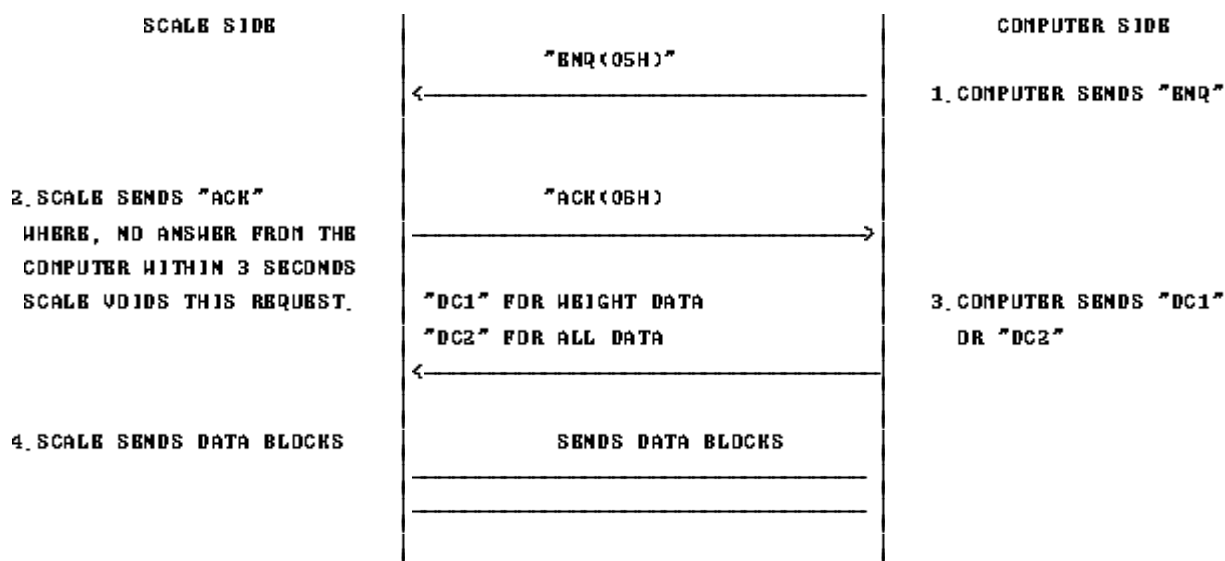 SCALE SIDE
COMPUTER SIDE
"ENQ(05H)"
1.COMPUTER SENDS "ENQ"
2.SCALE SENDS "ACK"
"ACK(06H)
WHERE, NO ANSWER FROM THE
COMPUTER WITHIN 3 SECONDS
SCALE VOIDS THIS REQUEST.
"DC1" FOR WEIGHT DATA
3.COMPUTER SENDS "DC1"
"DC2" FOR ALL DATA
OR "DC2"
4.SCALE SENDS DATA BLOCKS
SENDS DATA BLOCKS